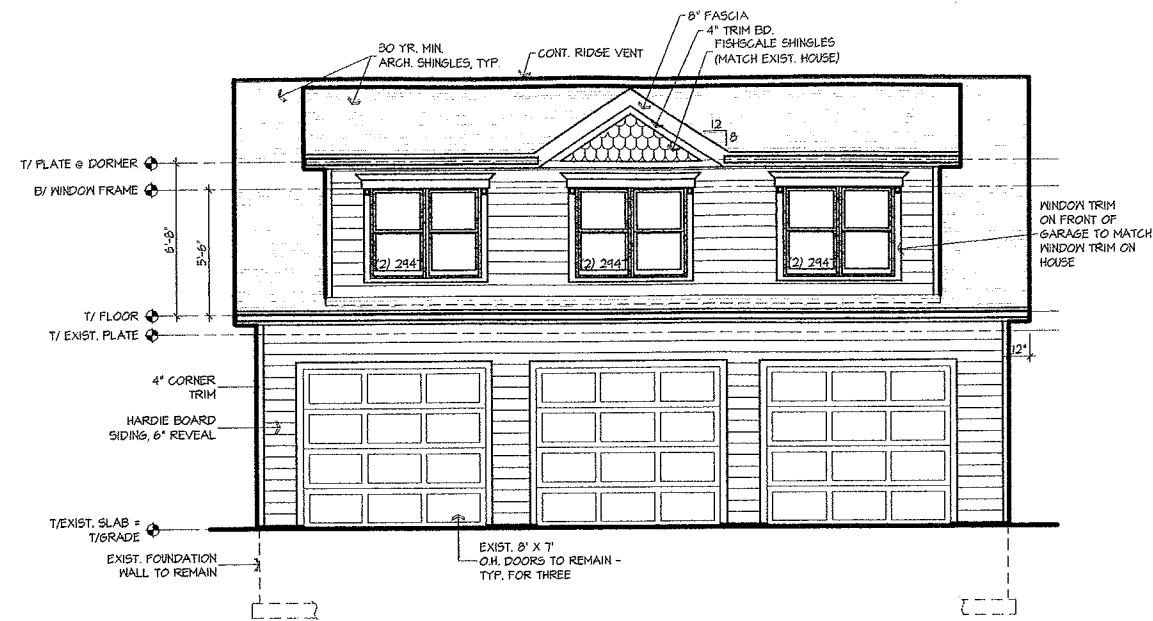 8" FASCIA
4" TRIM BD.
FISHSCALE SHINGLES
(MATCH EXIST. HOUSE)
30 YR. MIN.
ARCH. SHINGLES, TYP.
CONT. RIDGE VENT
12
8
T/ PLATE @ DORMER
B/ WINDOW FRAME
6'-8"
5'-6"
WINDOW TRIM
ON FRONT OF
GARAGE TO MATCH
WINDOW TRIM ON
HOUSE
(2) 294
(2) 294
(2) 294
T/ FLOOR
T/ EXIST. PLATE
12"
4" CORNER
TRIM
HARDIE BOARD
SIDING, 6" REVEAL
T/EXIST. SLAB =
T/GRADE
EXIST. FOUNDATION
WALL TO REMAIN
EXIST. 8' X 7'
O.H. DOORS TO REMAIN -
TYP. FOR THREE